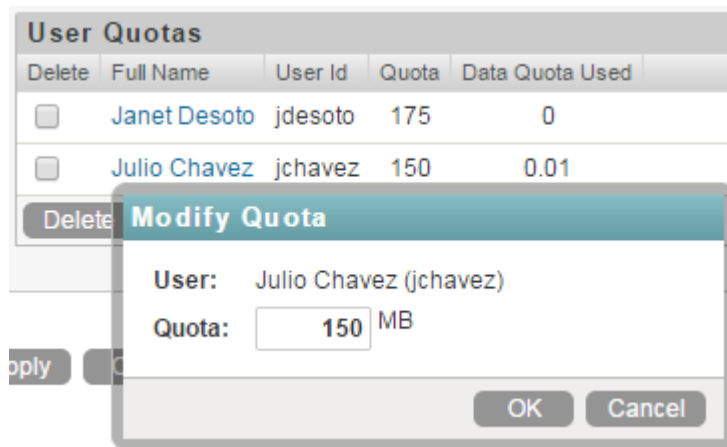 User Quotas
Delete Full Name User Id Quota Data Quota Used
Janet Desoto jdesoto 175 0
Julio Chavez jchavez 150 0.01
Delete
Modify Quota
User: Julio Chavez (jchavez)
Quota: 150 MB
OK Cancel